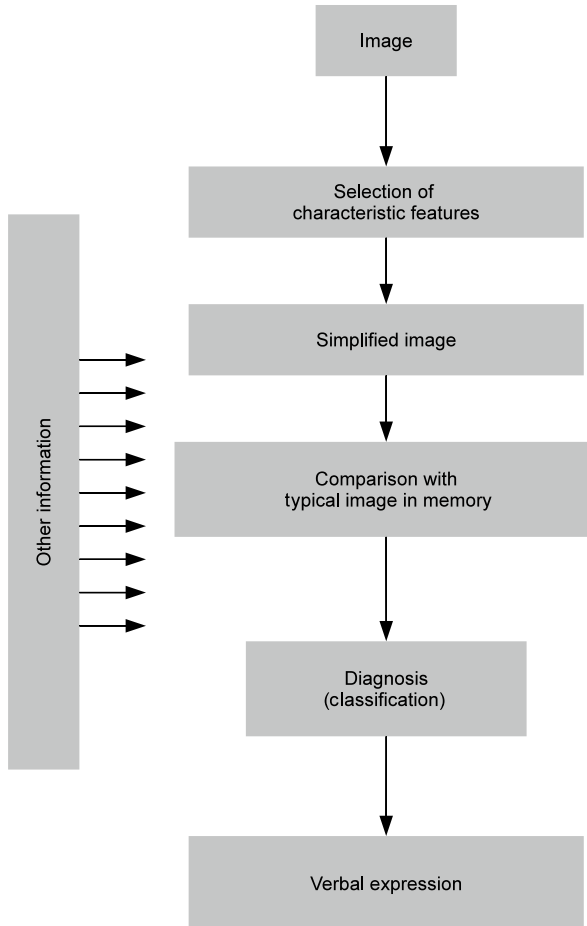 Image
Selection of
characteristic features
Simplified image
Comparison with
typical image in memory
Diagnosis
(classification)
Verbal expression
Other information